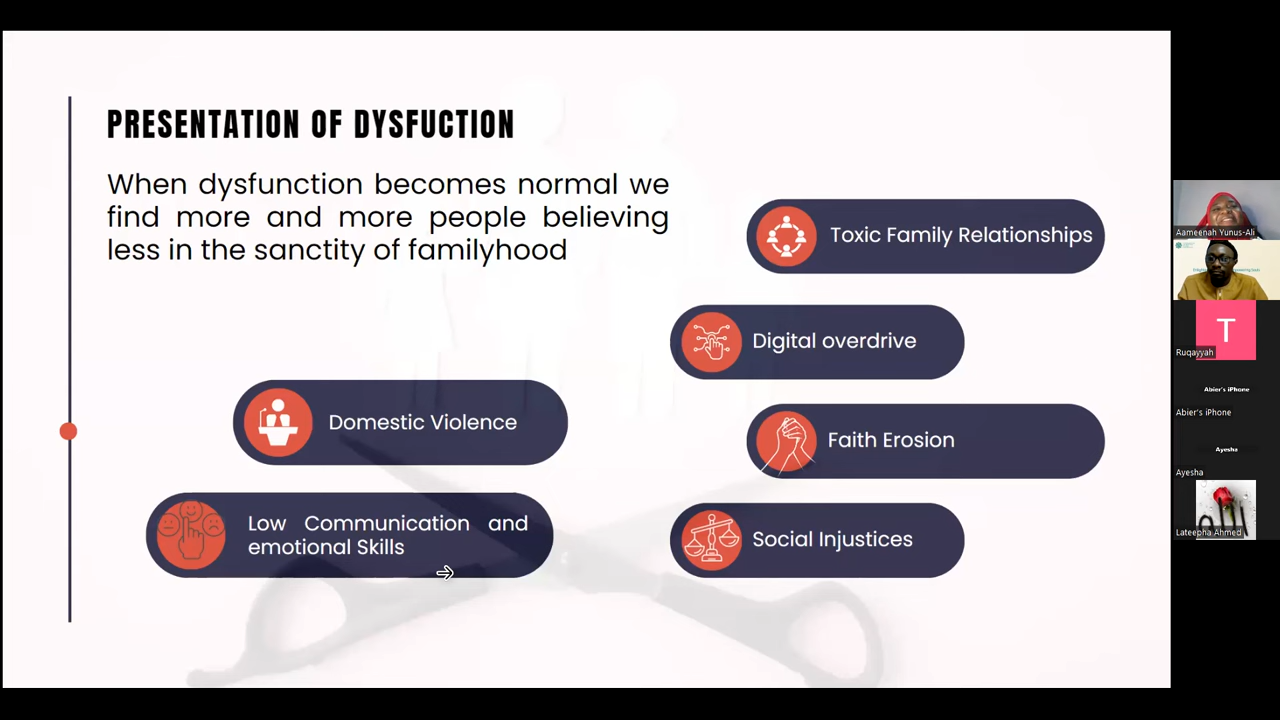 PRESENTATION OF DYSFUCTION
When dysfunction becomes normal we
find more and more people believing
less in the sanctity of familyhood
Toxic Family Relationships
Digital overdrive
Domestic Violence
Faith Erosion
Low Communication and
emotional Skills
Social Injustices
Aameenah Yunus-Ali
T
Ruqayyah
Abier's iPhone
Abier's iPhone
Ayesha
Ayesha
Lateepha Ahmed